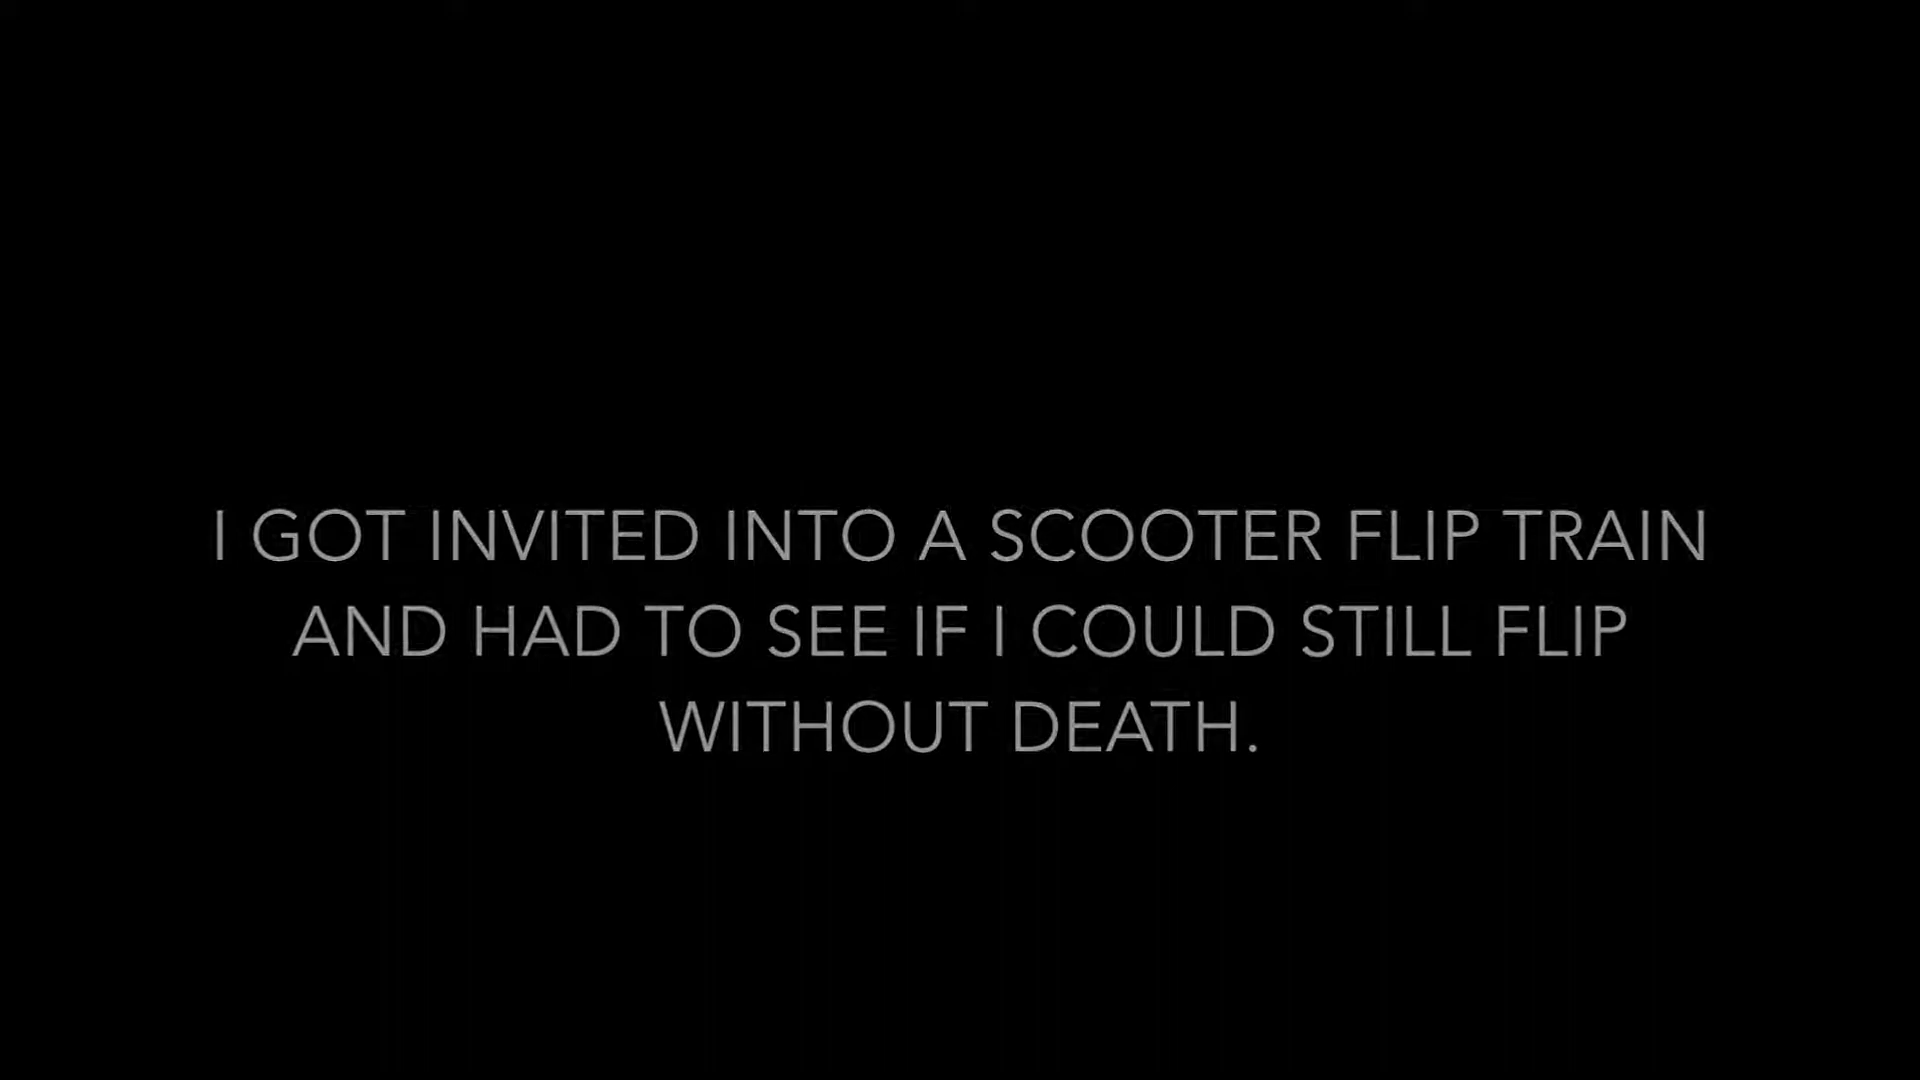 I GOT INVITED INTO A SCOOTER FLIP TRAIN
AND HAD TO SEE IF I COULD STILL FLIP
WITHOUT DEATH.